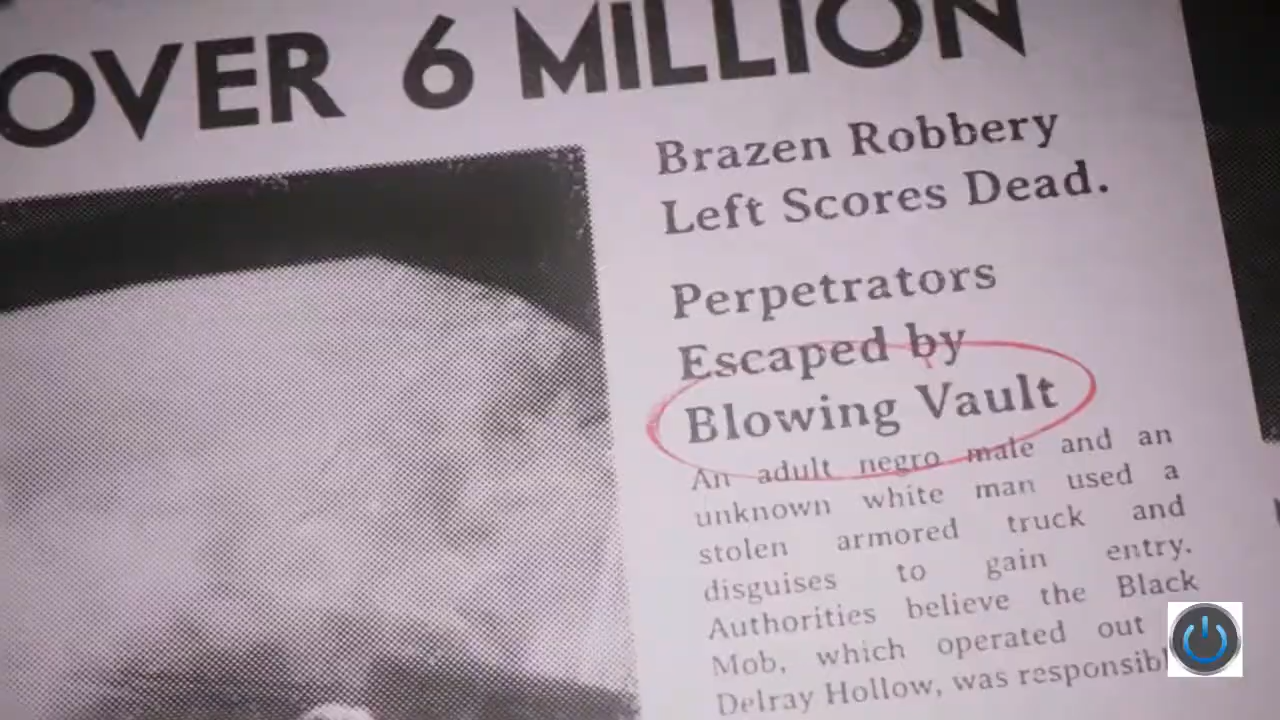 OVER 6 MILLION
Brazen Robbery
Left Scores Dead.
Perpetrators
Escaped by
Blowing Vault
An adult negro male and an
unknown white man used a
stolen armored truck and
disguises to gain entry.
Authorities believe the Black
Mob, which operated out
Delray Hollow, was